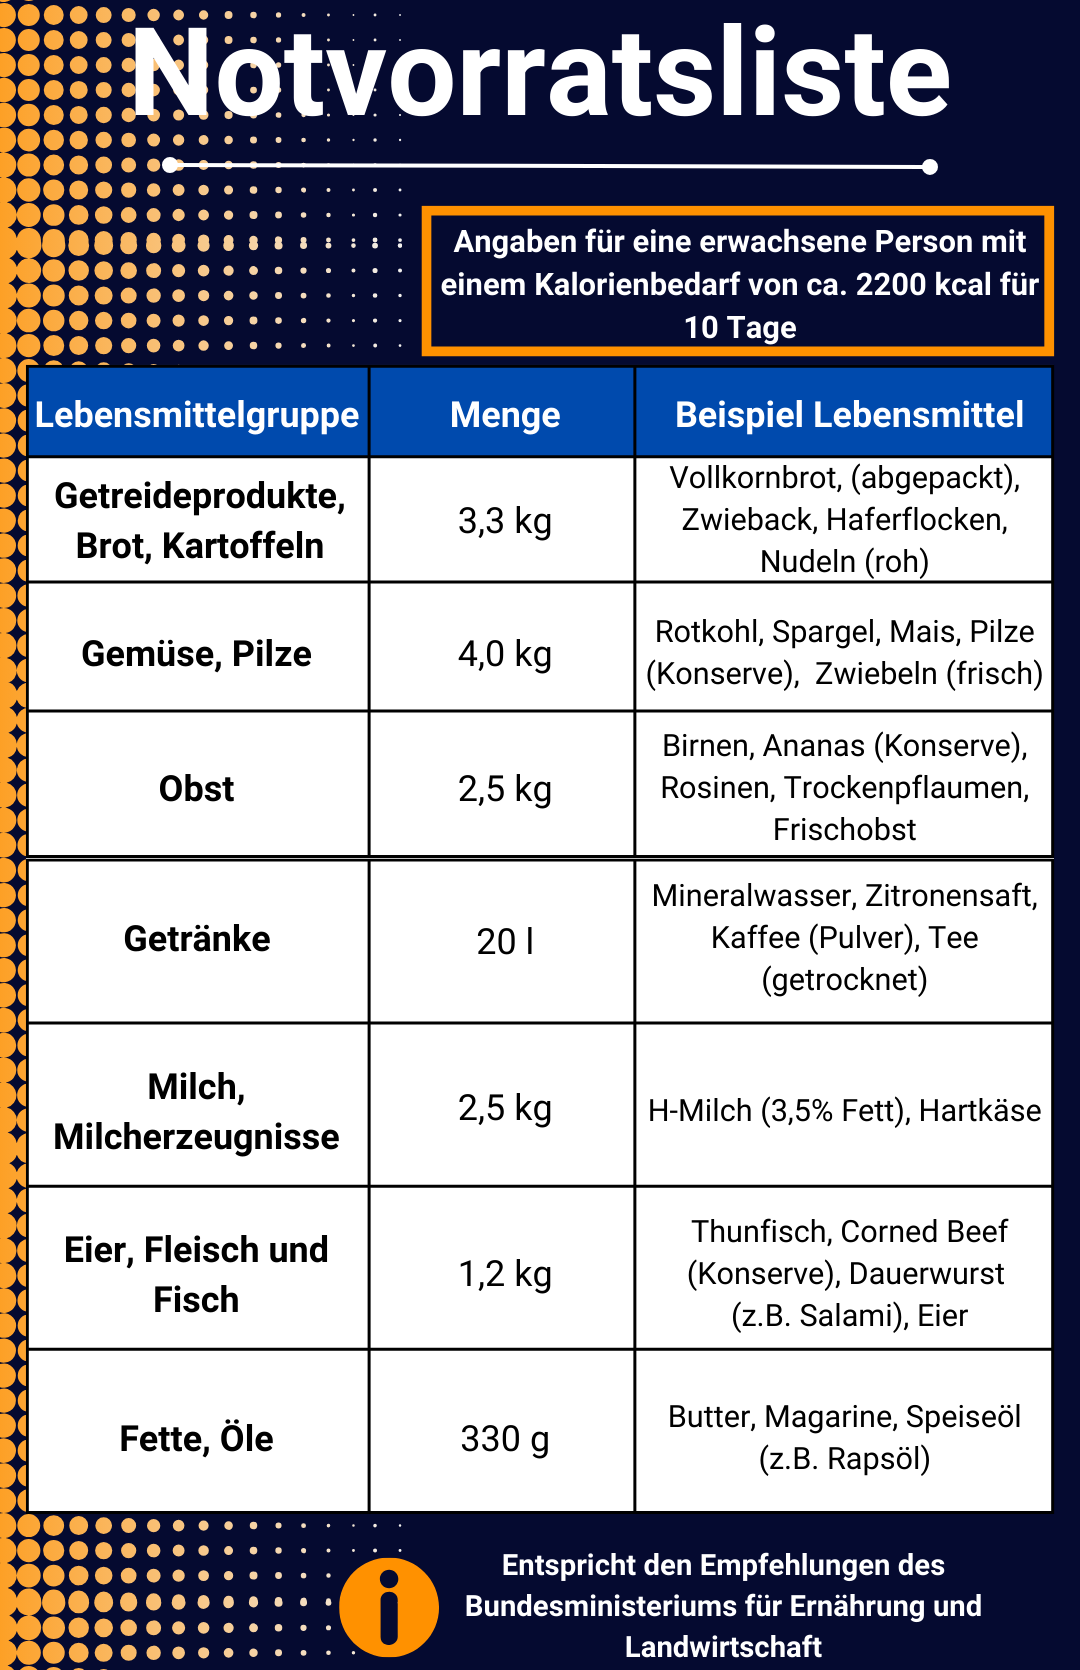 Notvorratsliste
Angaben für eine erwachsene Person mit
einem Kalorienbedarf von ca. 2200 kcal für
10 Tage
Lebensmittelgruppe
Menge
Beispiel Lebensmittel
Getreideprodukte,
Brot, Kartoffeln
3,3 kg
Vollkornbrot, (abgepackt),
Zwieback, Haferflocken,
Nudeln (roh)
Gemüse, Pilze
4,0 kg
Rotkohl, Spargel, Mais, Pilze
(Konserve), Zwiebeln (frisch)
Obst
2,5 kg
Birnen, Ananas (Konserve),
Rosinen, Trockenpflaumen,
Frischobst
Getränke
20 l
Mineralwasser, Zitronensaft,
Kaffee (Pulver), Tee
(getrocknet)
Milch,
Milcherzeugnisse
2,5 kg
H-Milch (3,5% Fett), Hartkäse
Eier, Fleisch und
Fisch
1,2 kg
Thunfisch, Corned Beef
(Konserve), Dauerwurst
(z.B. Salami), Eier
Fette, Öle
330 g
Butter, Magarine, Speiseöl
(z.B. Rapsöl)
Entspricht den Empfehlungen des
Bundesministeriums für Ernährung und
Landwirtschaft